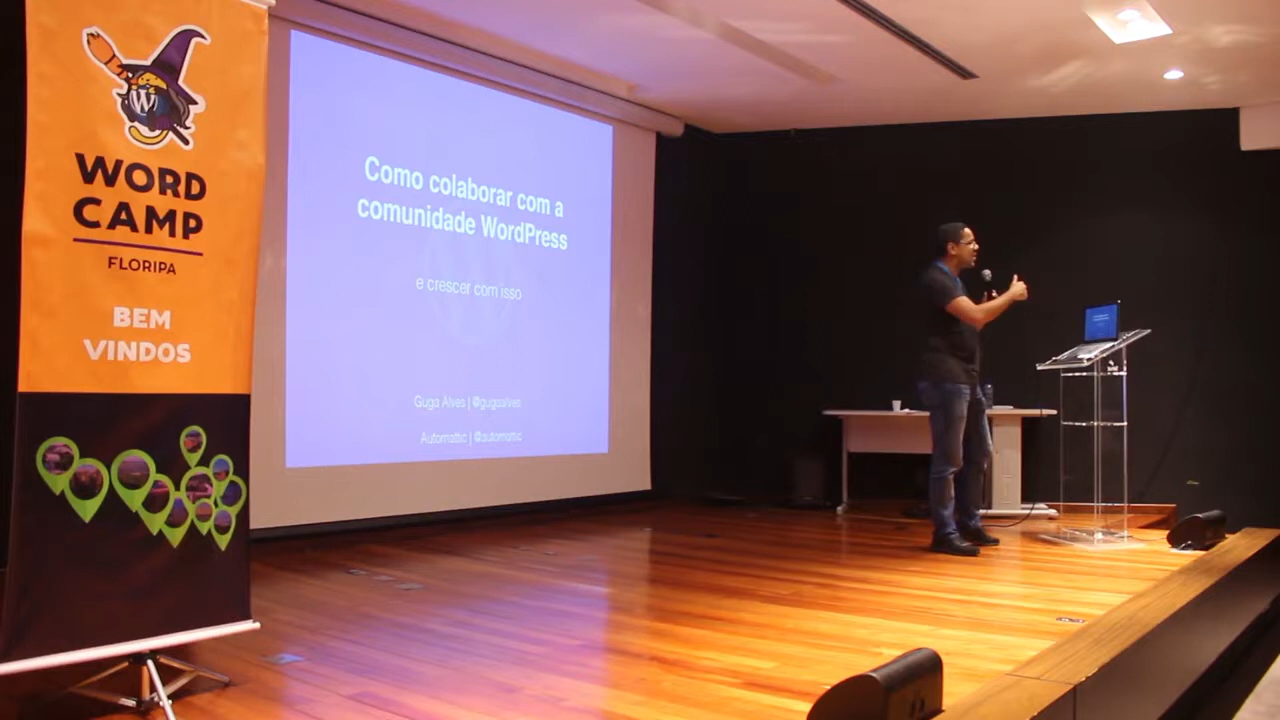 WORD
CAMP
FLORIPA
BEM
VINDOS
Como colaborar com a
comunidade WordPress
e crescer com isso
Guga Alves | @gugaalves
Automattic | @automattic